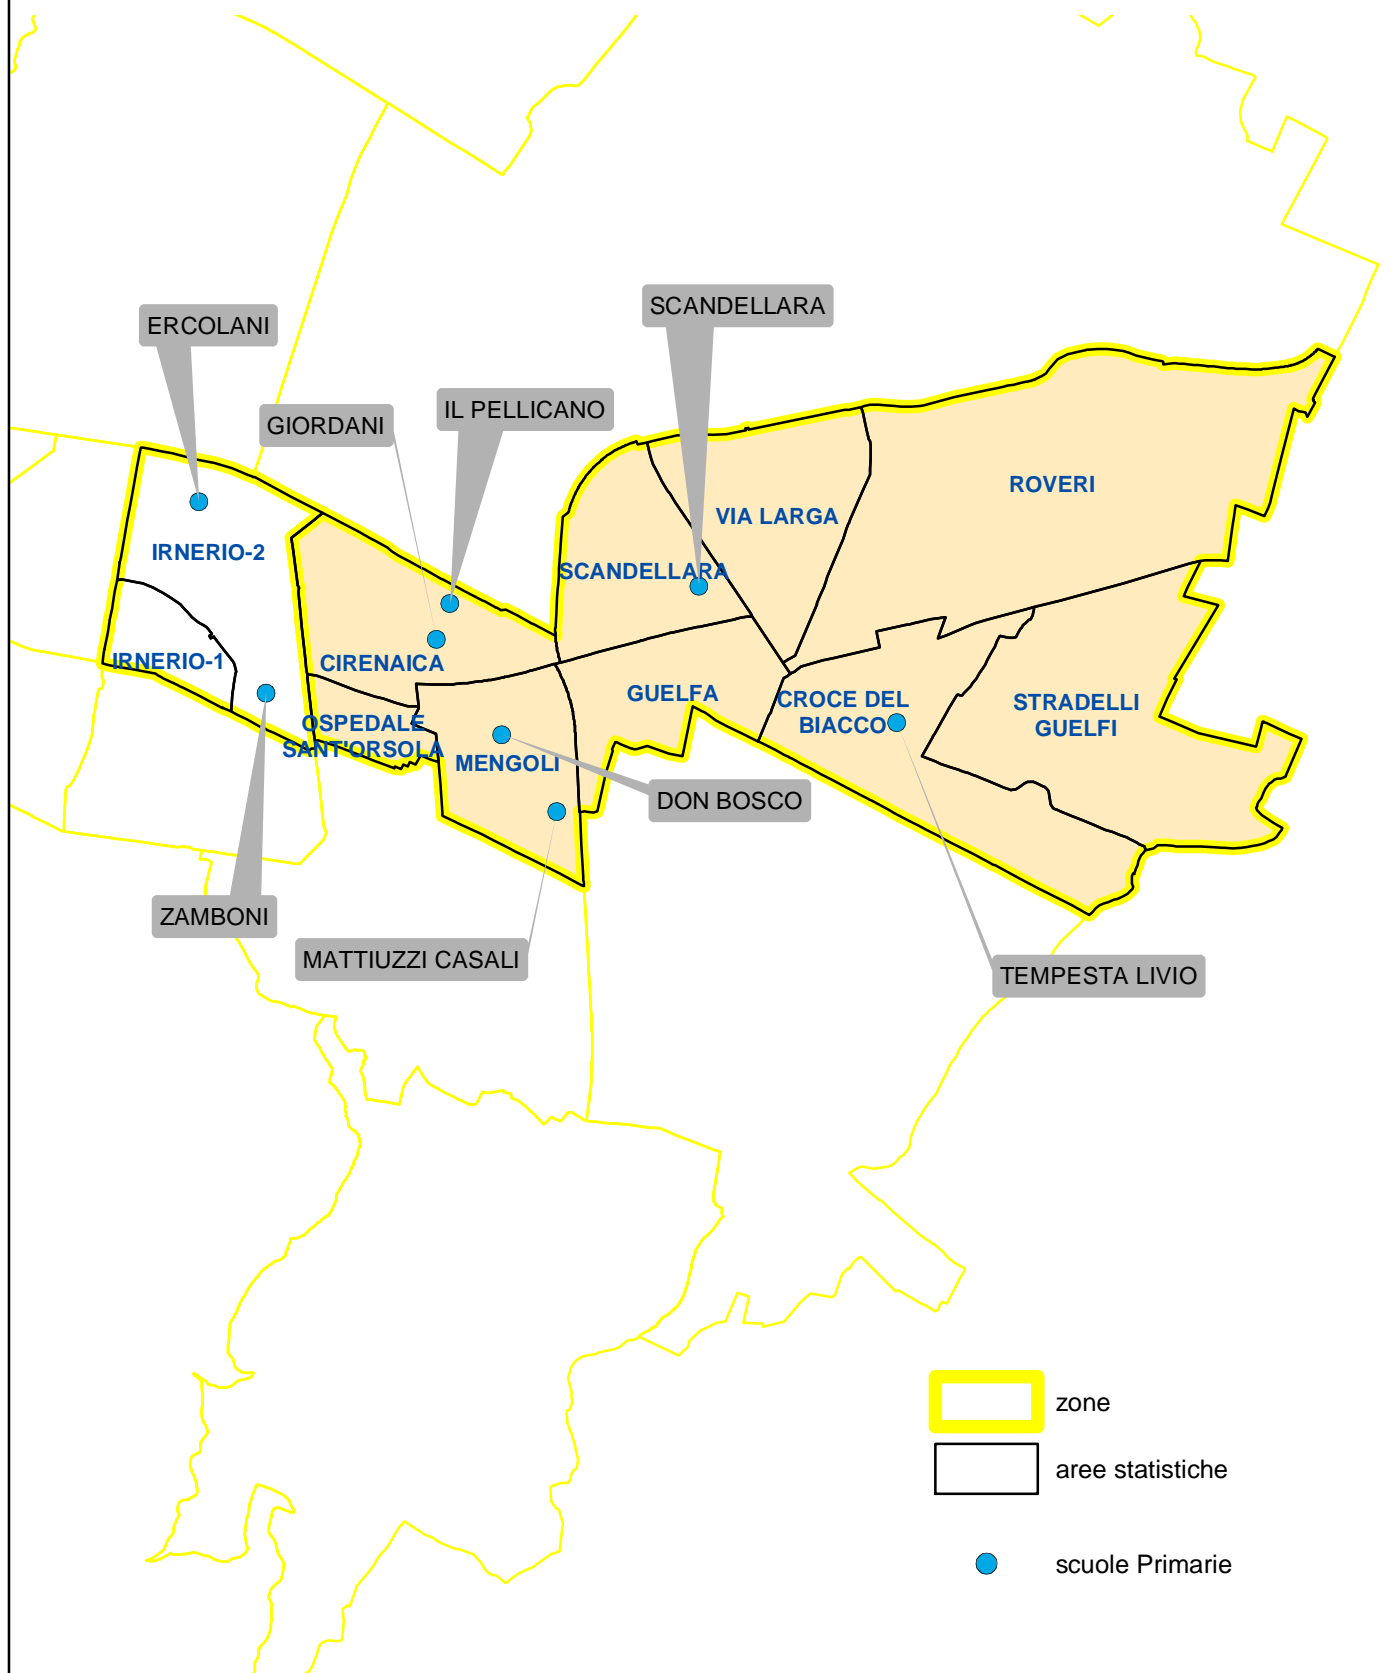 SCANDELLARA
ERCOLANI
IL PELLICANO
GIORDANI
ROVERI
VIA LARGA
IRNERIO-2
SCANDELLARA
IRNERIO-1
CIRENAICA
GUELFA
CROCE DEL
BIACCO
STRADELLI
GUELFI
OSPEDALE
SANT'ORSOLA
MENGOLI
DON BOSCO
ZAMBONI
MATTIUZZI CASALI
TEMPESTA LIVIO
zone
aree statistiche
scuole Primarie